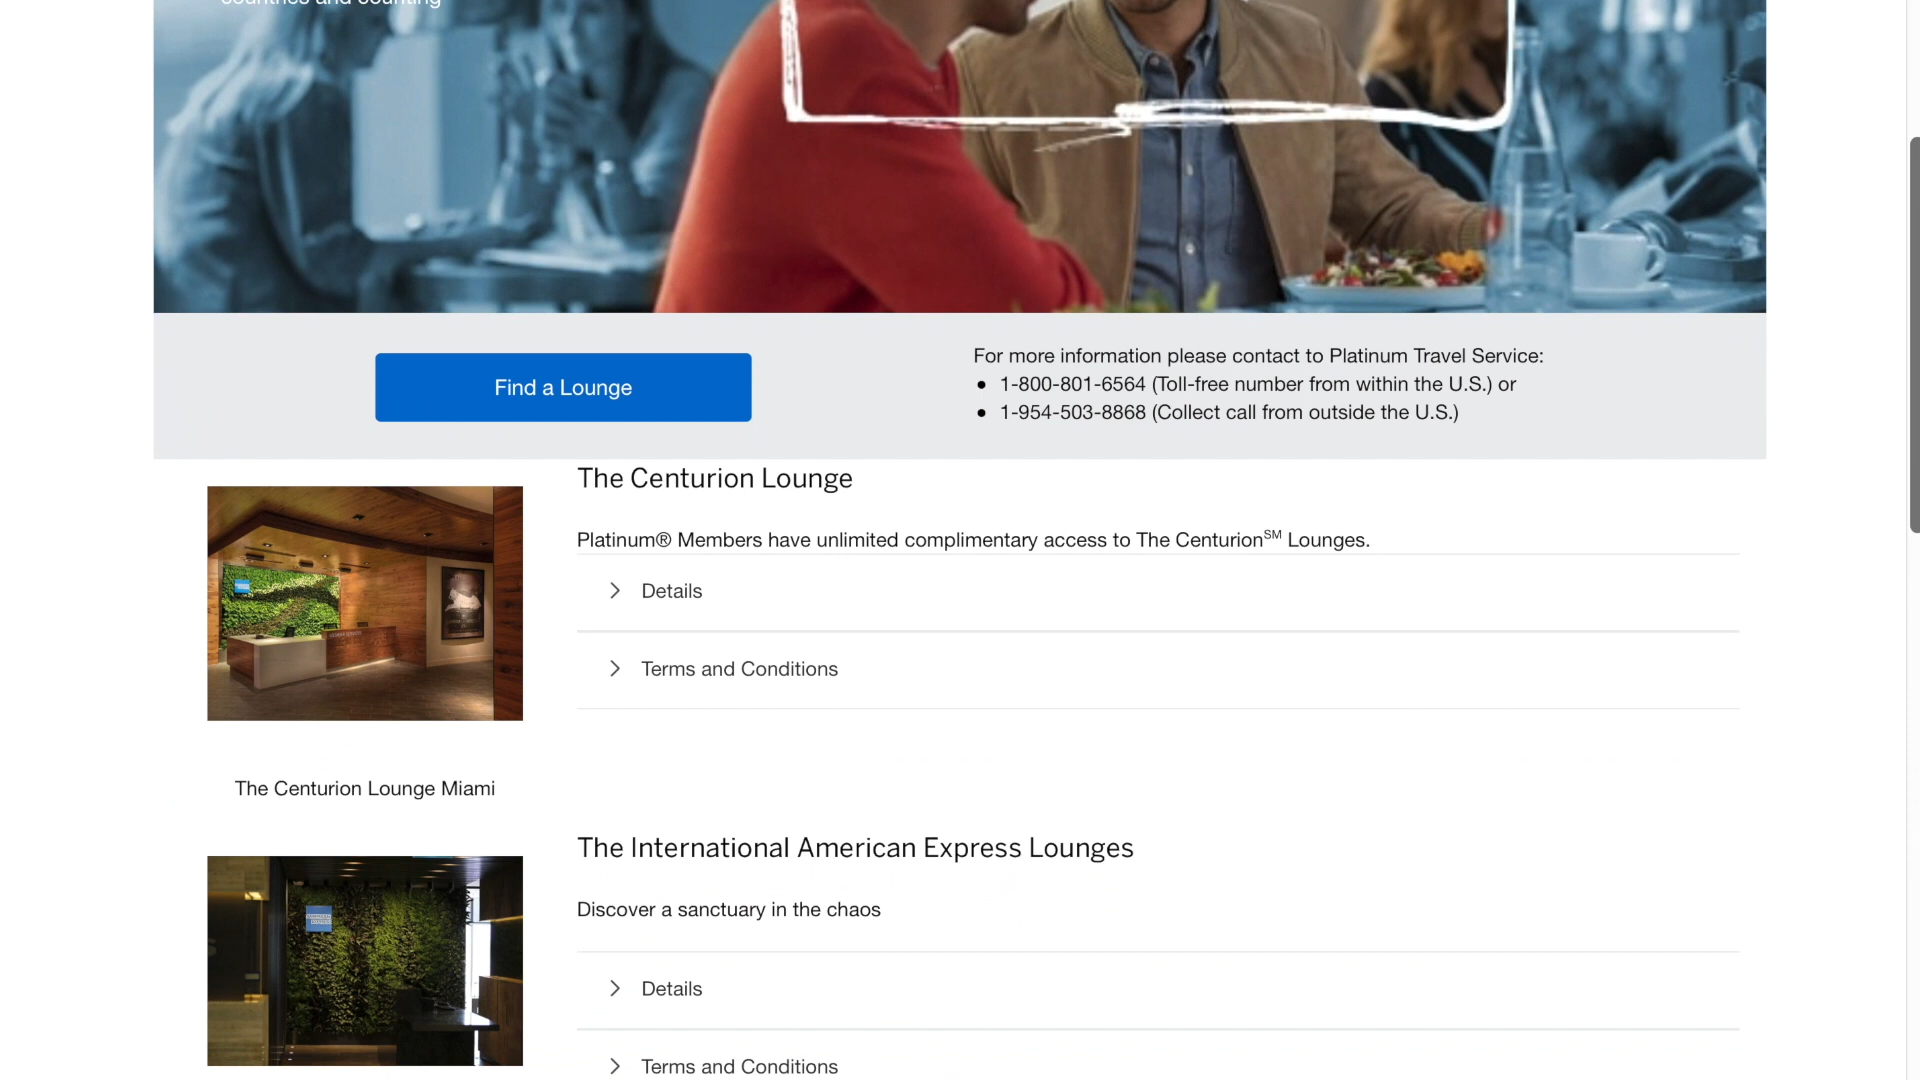 countries and counting
Find a Lounge
For more information please contact to Platinum Travel Service:
1-800-801-6564 (Toll-free number from within the U.S.) or
1-954-503-8868 (Collect call from outside the U.S.)
The Centurion Lounge
Platinum® Members have unlimited complimentary access to The Centurion℠ Lounges.
Details
Terms and Conditions
The Centurion Lounge Miami
The International American Express Lounges
Discover a sanctuary in the chaos
Details
Terms and Conditions